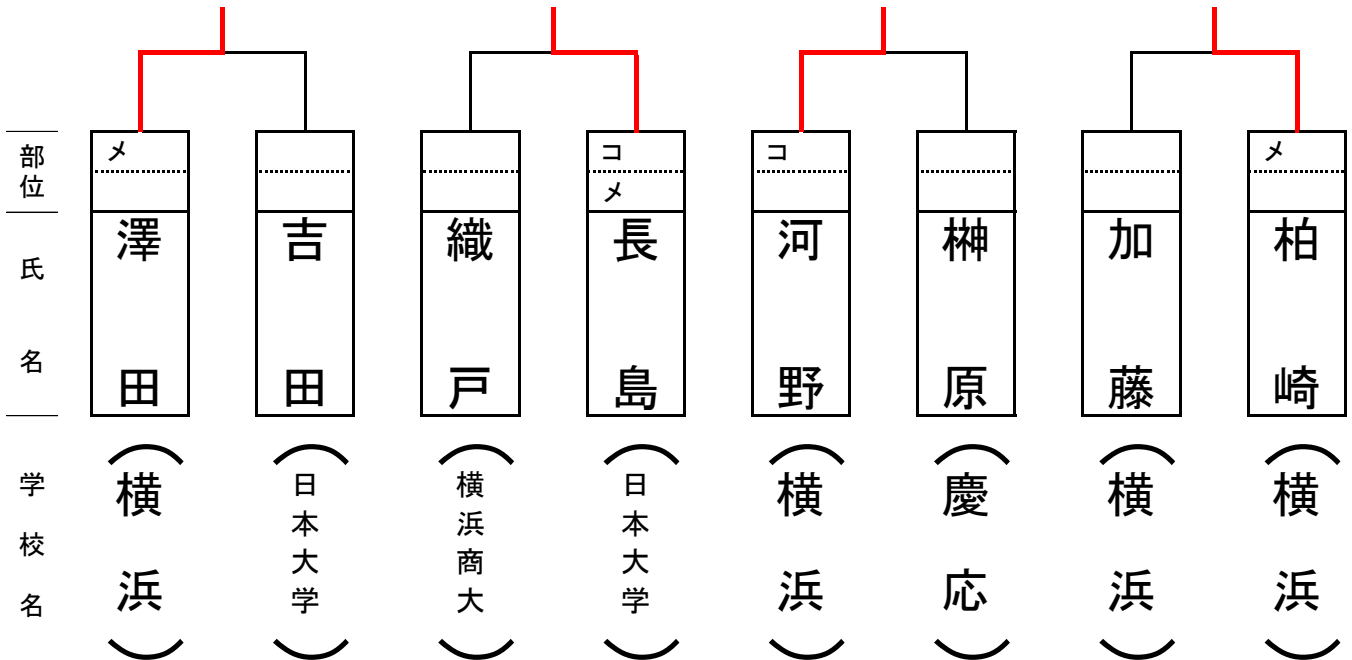 部位
メ
コ
メ
コ
メ
氏名
澤田
吉田
織戸
長島
河野
榊原
加藤
柏崎
学校名
（横浜）
（日本大学）
（横浜商大）
（日本大学）
（横浜）
（慶応）
（横浜）
（横浜）